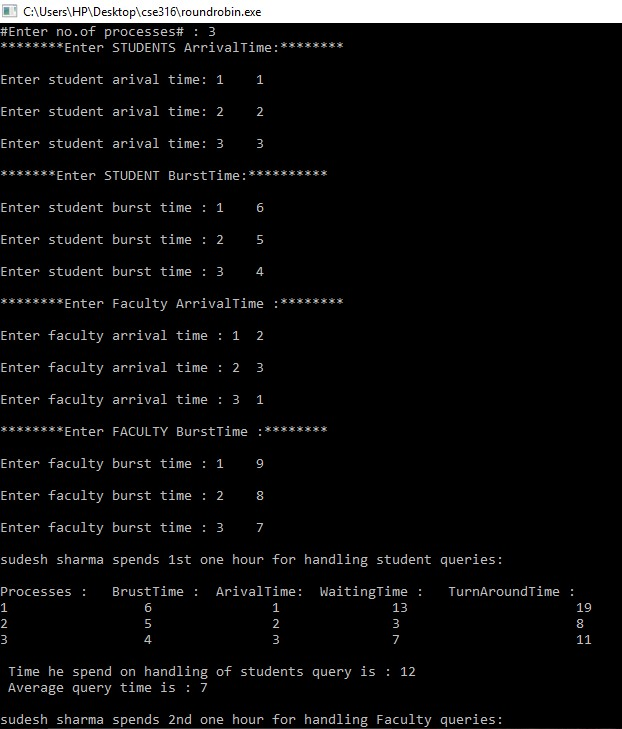 C:\Users\HP\Desktop\cse316\roundrobin.exe
#Enter no.of processes# : 3
********Enter STUDENTS ArrivalTime:********
Enter student arival time: 1    1
Enter student arival time: 2    2
Enter student arival time: 3    3
*******Enter STUDENT BurstTime:**********
Enter student burst time : 1    6
Enter student burst time : 2    5
Enter student burst time : 3    4
********Enter Faculty ArrivalTime :********
Enter faculty arrival time : 1  2
Enter faculty arrival time : 2  3
Enter faculty arrival time : 3  1
********Enter FACULTY BurstTime :********
Enter faculty burst time : 1    9
Enter faculty burst time : 2    8
Enter faculty burst time : 3    7
sudesh sharma spends 1st one hour for handling student queries:
Processes :   BrustTime :  ArivalTime:  WaitingTime :   TurnAroundTime :
1                 6               1              13                     19
2                 5               2              3                      8
3                 4               3              7                      11
Time he spend on handling of students query is : 12
Average query time is : 7
sudesh sharma spends 2nd one hour for handling Faculty queries: